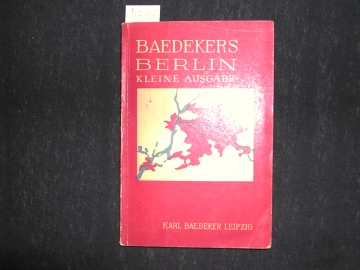 BAEDEKERS
BERLIN
KLEINE AUSGABE
KARL BAEDEKER LEIPZIG